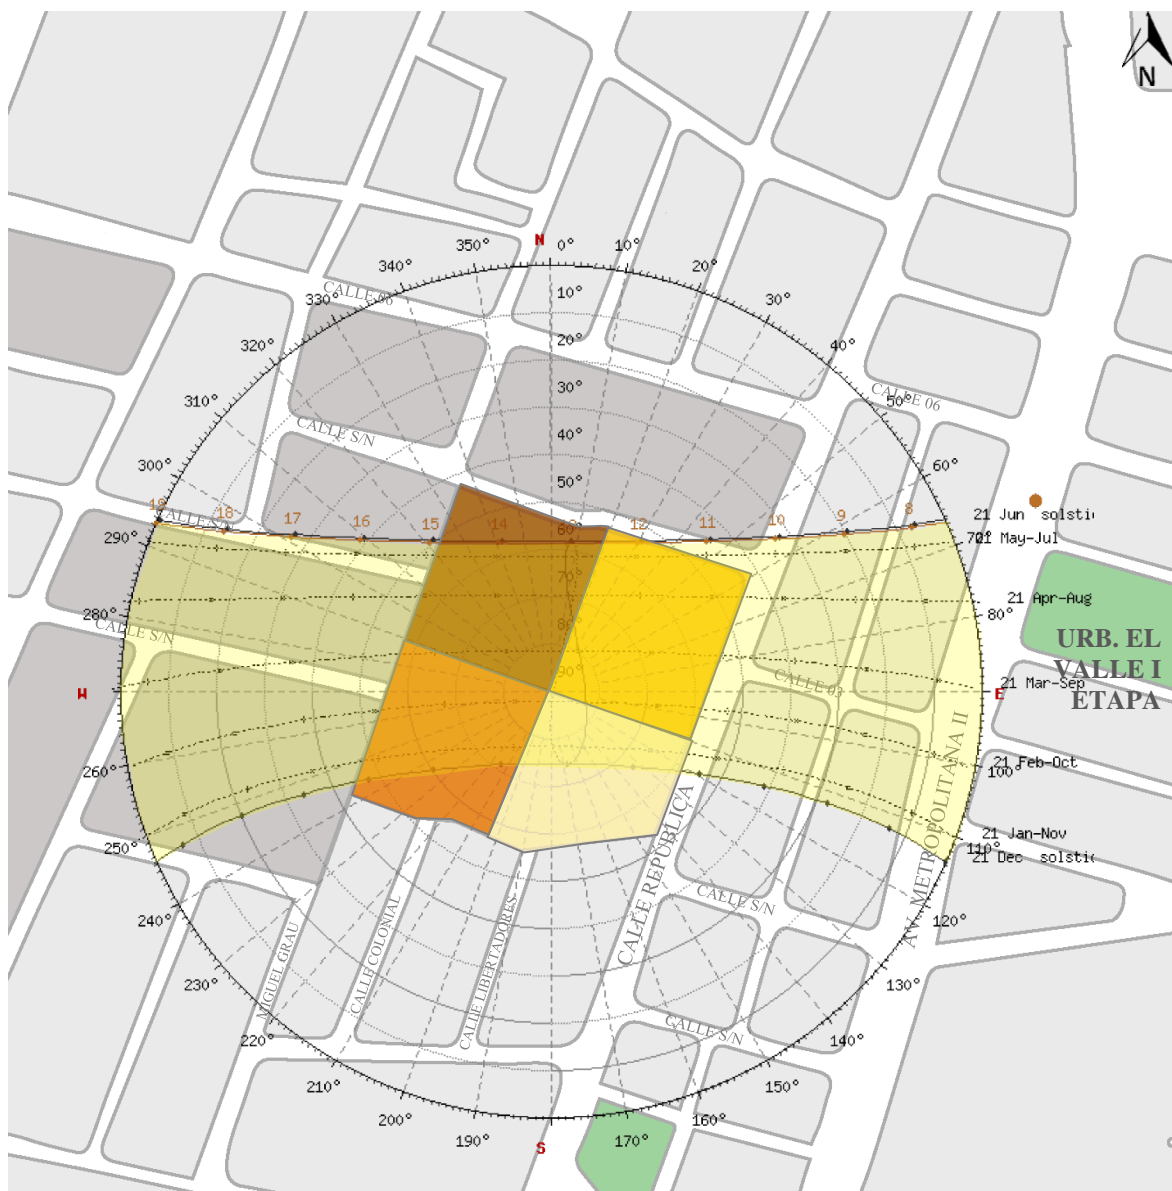 N
N
0°
10°
20°
30°
40°
50°
60°
70°
80°
E
100°
110°
120°
130°
140°
150°
160°
170°
S
190°
200°
210°
220°
230°
240°
250°
260°
W
280°
290°
300°
310°
320°
330°
340°
350°
10°
20°
30°
40°
50°
60°
70°
80°
90°
19
18
17
16
15
14
13
12
11
10
9
8
21 Jun solsti
21 May-Jul
21 Apr-Aug
21 Mar-Sep
21 Feb-Oct
21 Jan-Nov
21 Dec solsti
CALLE 06
CALLE 06
CALLE S/N
CALLE S/N
CALLE S/N
CALLE 03
CALLE S/N
CALLE S/N
CALLE REPÚBLICA
AV. METROPOLITANA II
MIGUEL GRAU
CALLE COLONIAL
CALLE LIBERTADORES
URB. EL
VALLE I
ETAPA